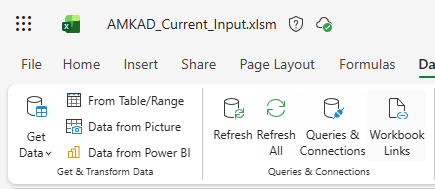 AMKAD_Current_Input.xlsm
File Home Insert Share Page Layout Formulas Da
From Table/Range
Data from Picture
Data from Power BI
Get
Data
Get & Transform Data
Refresh
Refresh
All
Queries &
Connections
Workbook
Links
Queries & Connections